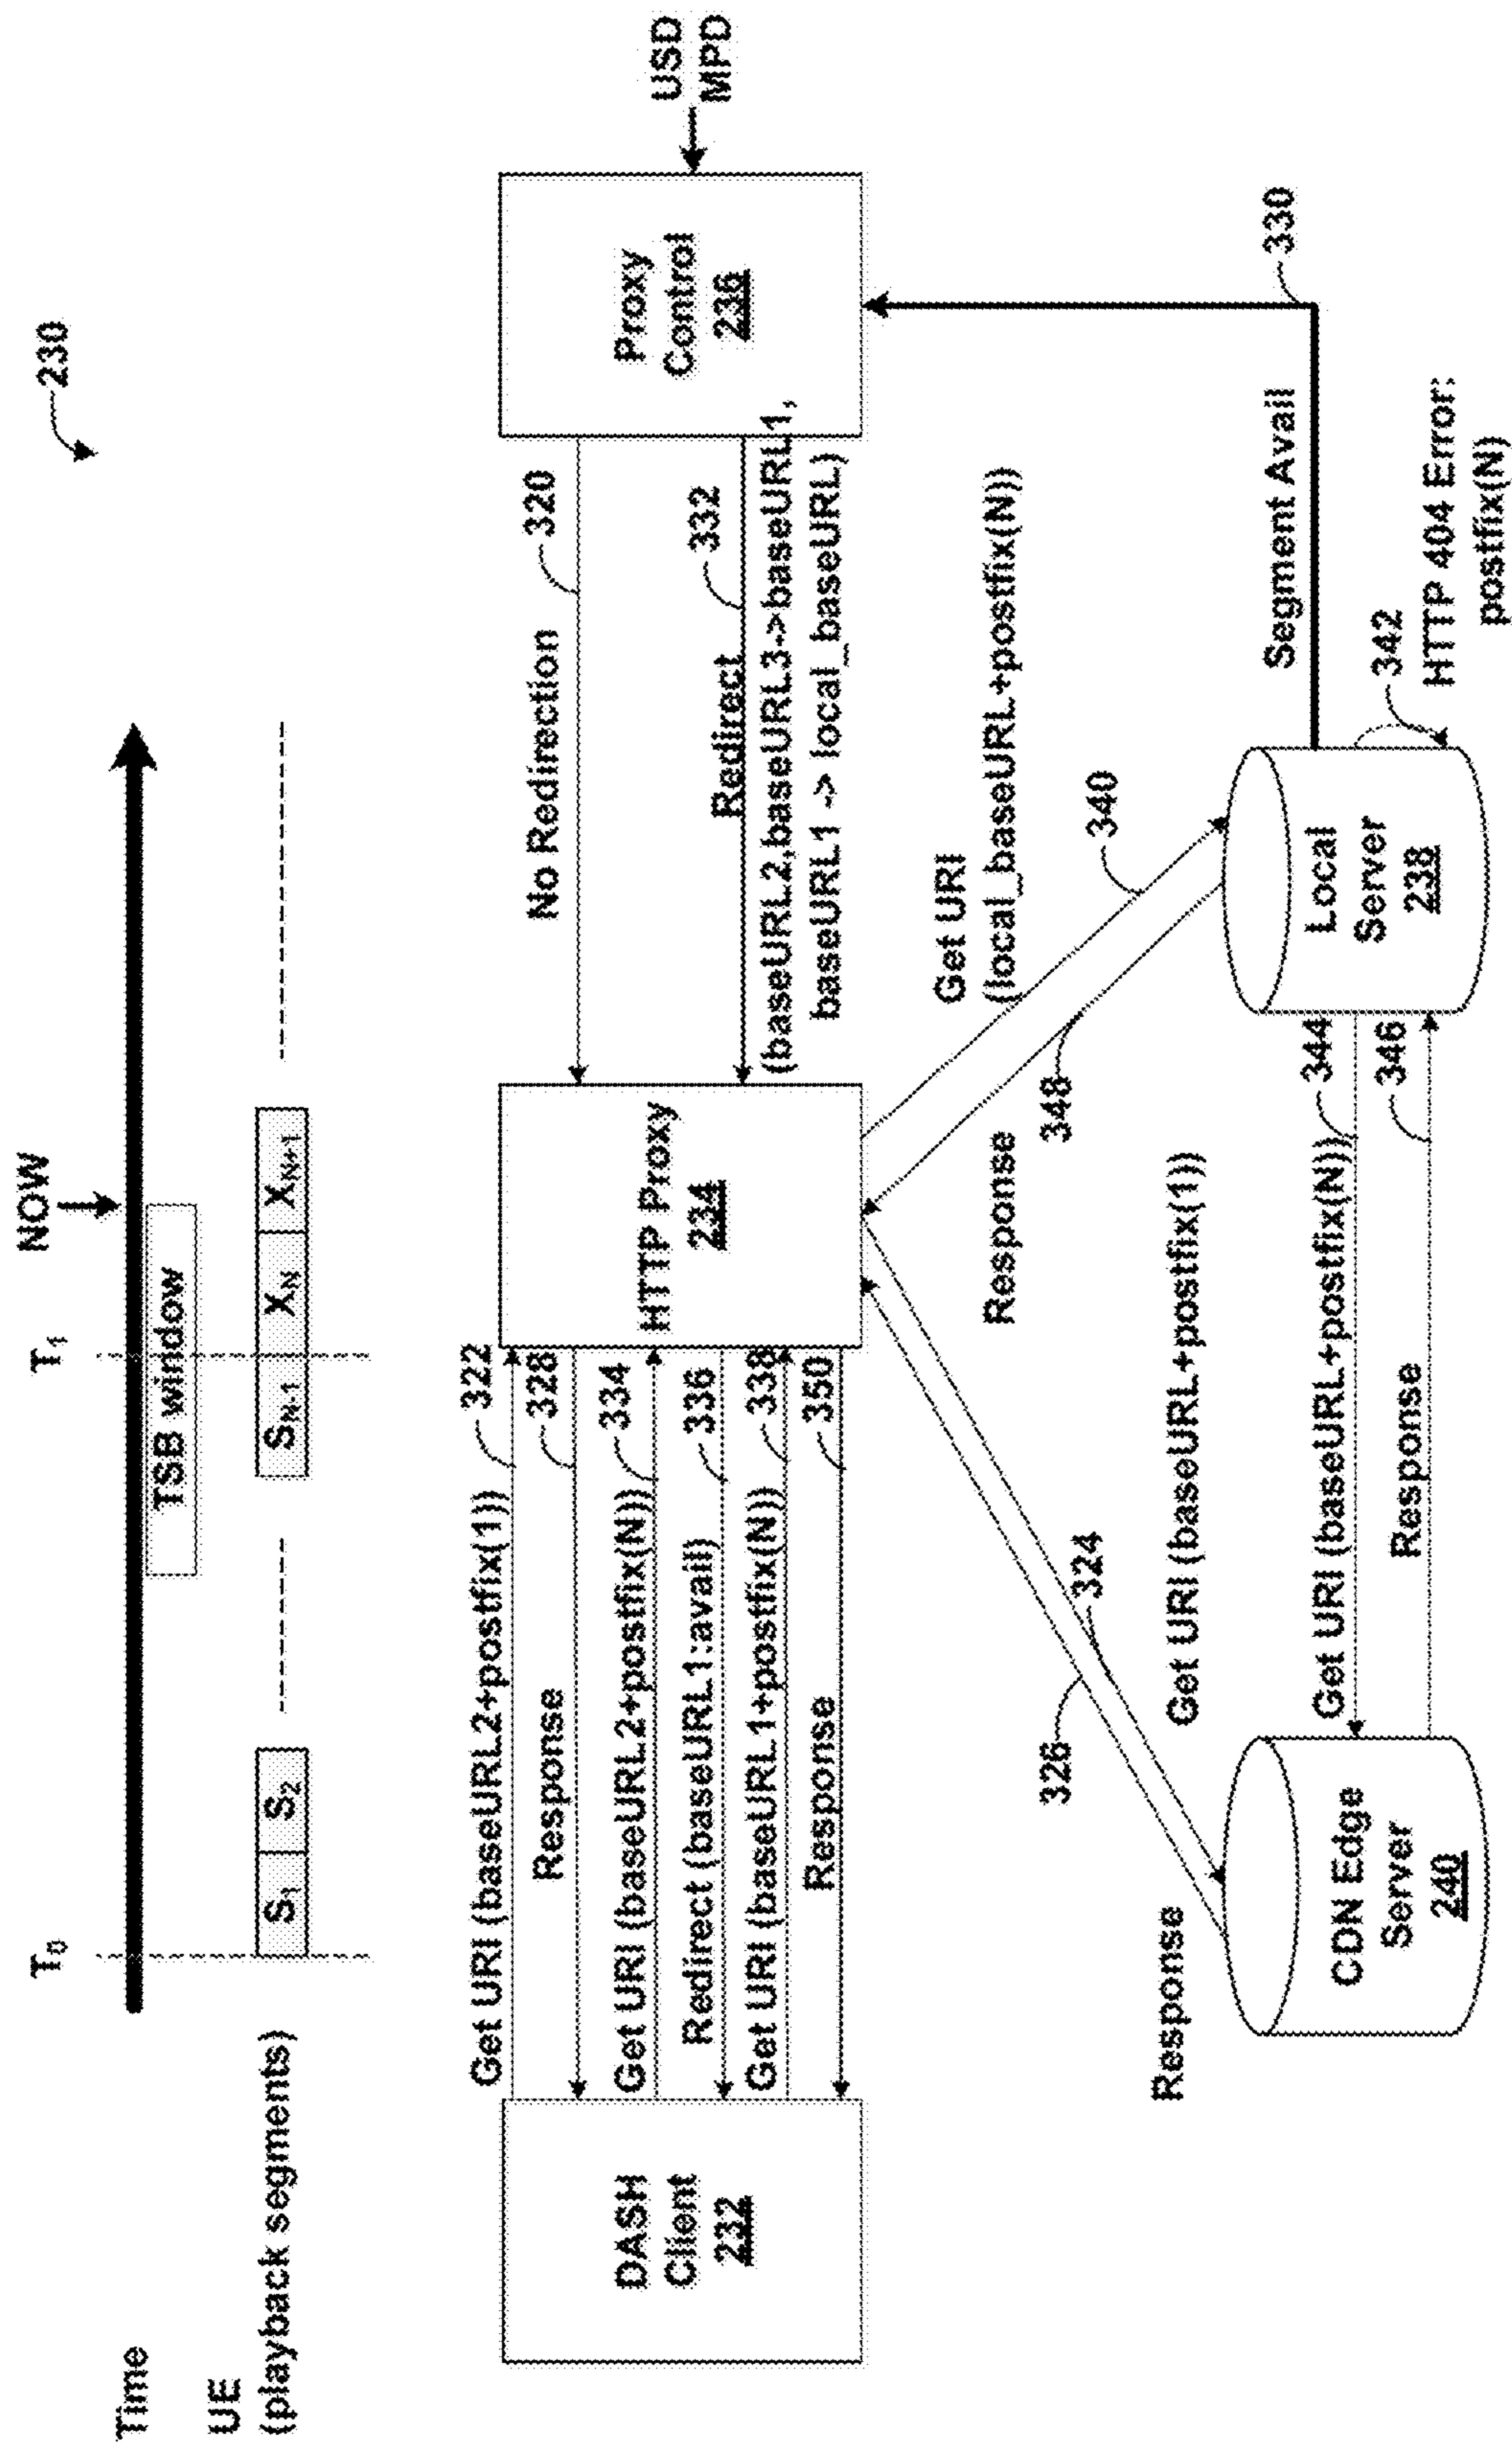 230
Time
T0
T1
NOW
TSB window
UE
(playback segments)
S1
S2
SN-1
XN
XN+1
DASH
Client
232
Get URI (baseURL2+postfix(1))
322
Response
328
Get URI (baseURL2+postfix(N))
334
Redirect (baseURL1:avail)
336
Get URI (baseURL1+postfix(N))
338
Response
350
HTTP Proxy
234
No Redirection
320
Redirect
332
(baseURL2,baseURL3->baseURL1,
baseURL1 -> local_baseURL)
Proxy
Control
236
USD
MPD
Response
326
324
Get URI (baseURL+postfix(1))
Response
348
Get URI
(local_baseURL+postfix(N))
340
Segment Avail
330
CDN Edge
Server
240
Get URI (baseURL+postfix(N))
344
Response
346
Local
Server
238
342
HTTP 404 Error:
postfix(N)